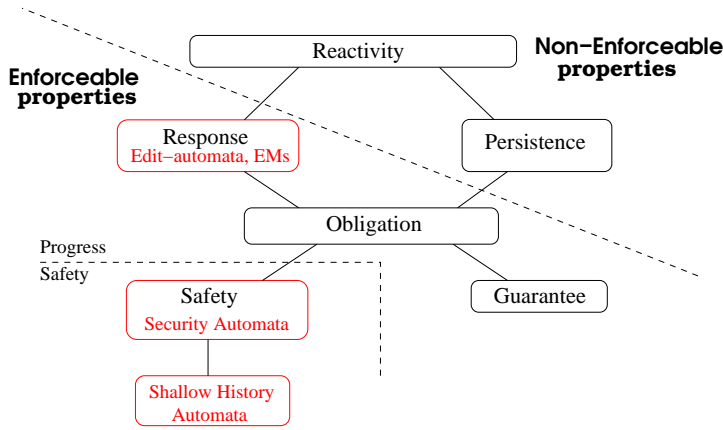 Reactivity
Non−Enforceable
properties
Enforceable
properties
Response
Edit−automata, EMs
Persistence
Obligation
Progress
Safety
Safety
Security Automata
Guarantee
Shallow History
Automata